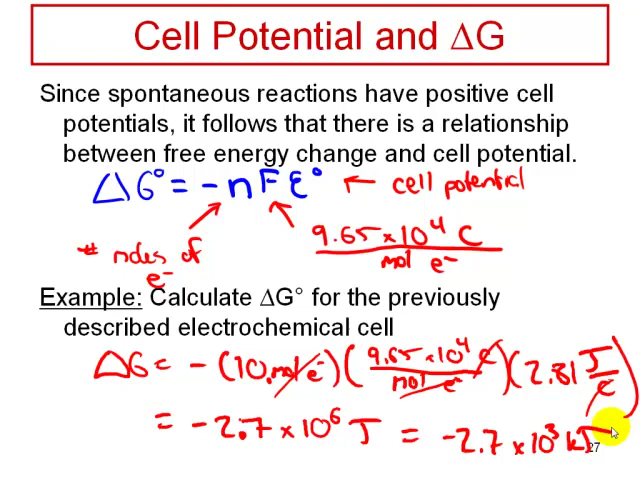 Cell Potential and ΔG
Since spontaneous reactions have positive cell
potentials, it follows that there is a relationship
between free energy change and cell potential.
ΔG° = -nFε° ← cell potential
# moles of e⁻
9.65 × 10⁴ C / mol e⁻
Example: Calculate ΔG° for the previously
described electrochemical cell
ΔG = -(10. mol e⁻)(9.65 × 10⁴ C / mol e⁻)(2.81 J/C)
= -2.7 × 10⁶ J = -2.7 × 10³ kJ
27